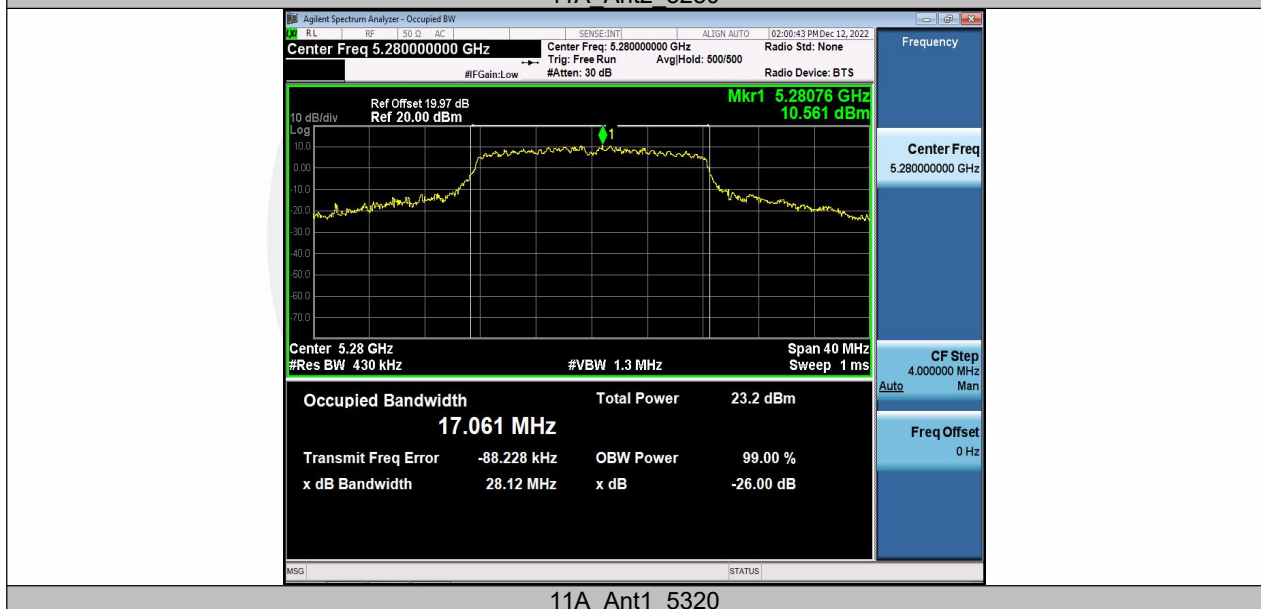 11A_Ant2_5280
Agilent Spectrum Analyzer - Occupied BW
RL RF 50 Ω AC SENSE:INT ALIGN AUTO 02:00:43 PM Dec 12, 2022
Center Freq 5.280000000 GHz
Center Freq: 5.280000000 GHz
Radio Std: None
Trig: Free Run Avg|Hold: 500/500
#IFGain:Low #Atten: 30 dB Radio Device: BTS
Frequency
Mkr1 5.28076 GHz
10.561 dBm
Ref Offset 19.97 dB
10 dB/div Ref 20.00 dBm
Log
1
10.0
0.00
-10.0
-20.0
-30.0
-40.0
-50.0
-60.0
-70.0
Center 5.28 GHz Span 40 MHz
#Res BW 430 kHz #VBW 1.3 MHz Sweep 1 ms
Center Freq
5.280000000 GHz
CF Step
4.000000 MHz
Auto Man
Freq Offset
0 Hz
Occupied Bandwidth Total Power 23.2 dBm
17.061 MHz
Transmit Freq Error -88.228 kHz OBW Power 99.00 %
x dB Bandwidth 28.12 MHz x dB -26.00 dB
MSG STATUS
11A_Ant1_5320